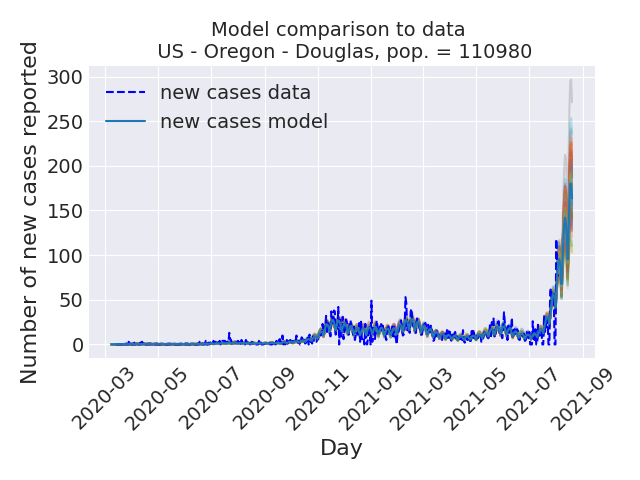 Model comparison to data
US - Oregon - Douglas, pop. = 110980
Number of new cases reported
300
250
200
150
100
50
0
new cases data
new cases model
2020-03
2020-05
2020-07
2020-09
2020-11
2021-01
2021-03
2021-05
2021-07
2021-09
Day